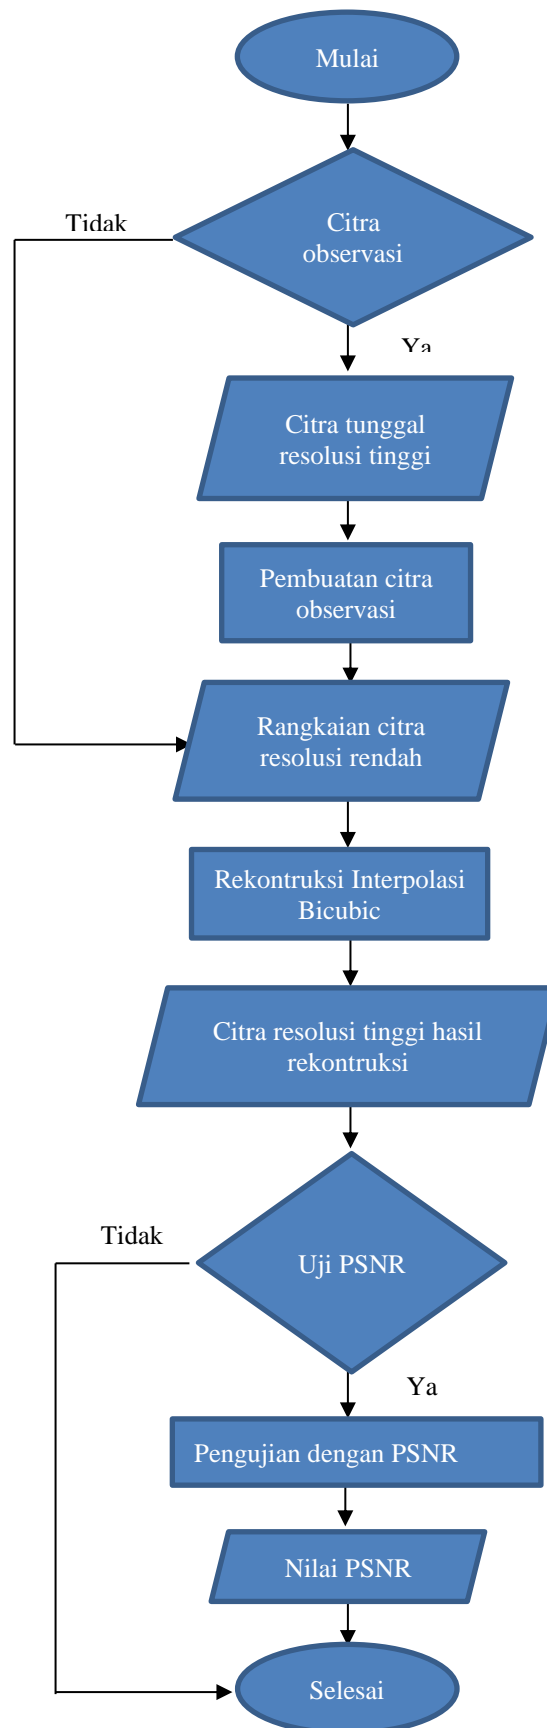 Mulai
Citra
observasi
Tidak
Ya
Citra tunggal
resolusi tinggi
Pembuatan citra
observasi
Rangkaian citra
resolusi rendah
Rekontruksi Interpolasi
Bicubic
Citra resolusi tinggi hasil
rekontruksi
Tidak
Uji PSNR
Ya
Pengujian dengan PSNR
Nilai PSNR
Selesai